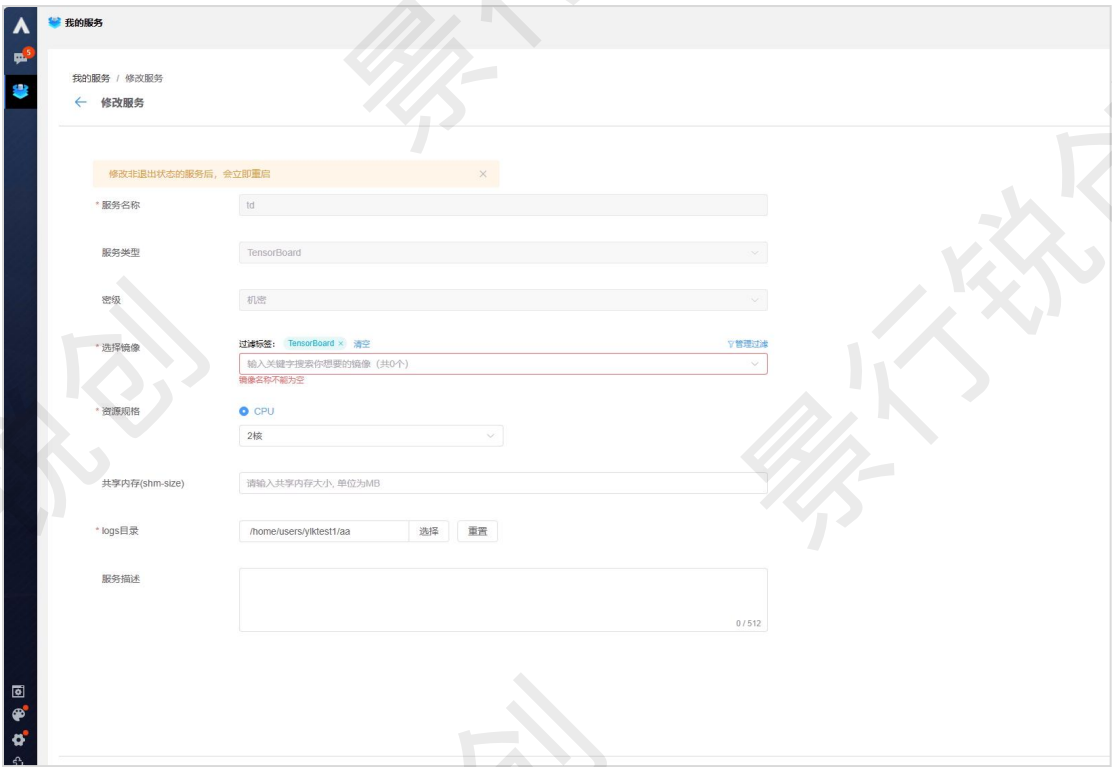 我的服务
5
我的服务 / 修改服务
← 修改服务
修改非退出状态的服务后，会立即重启 ×
* 服务名称 td
服务类型 TensorBoard
密级 机密
* 选择镜像 过滤标签： TensorBoard × 清空 管理过滤
输入关键字搜索你想要的镜像（共0个）
镜像名称不能为空
* 资源规格 CPU
2核
共享内存(shm-size) 请输入共享内存大小, 单位为MB
* logs目录 /home/users/ylktest1/aa 选择 重置
服务描述
0 / 512
景行锐创